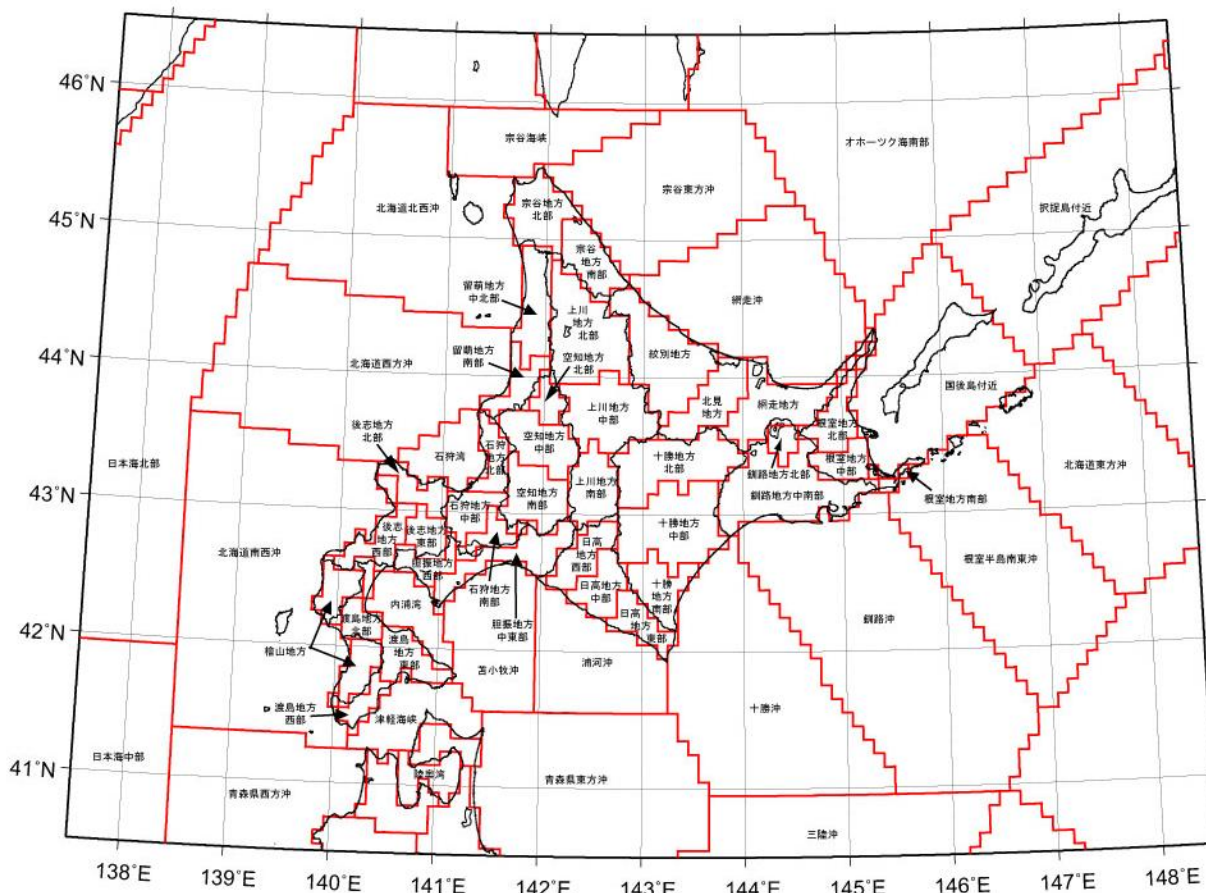 46˚N
45˚N
44˚N
43˚N
42˚N
41˚N
宗谷海峡
オホーツク海南部
宗谷東方沖
宗谷地方
北部
北海道北西沖
択捉島付近
宗谷
地方
南部
留萌地方
中北部
上川
地方
北部
網走沖
留萌地方
南部
空知地方
北部
紋別地方
北海道西方沖
国後島付近
北見
地方
網走地方
上川地方
中部
後志地方
北部
石狩湾
石狩
地方
北部
空知地方
中部
根室地方
北部
十勝地方
北部
根室地方
中部
釧路地方北部
日本海北部
北海道東方沖
上川地方
南部
空知地方
南部
釧路地方中南部
根室地方南部
石狩地方
中部
後志
地方
西部
後志地方
東部
十勝地方
中部
北海道南西沖
胆振地方
西部
日高
地方
西部
根室半島南東沖
石狩地方
南部
日高地方
中部
十勝
地方
南部
内浦湾
渡島地方
北部
胆振地方
中東部
日高
地方
東部
釧路沖
檜山地方
渡島
地方
東部
苫小牧沖
浦河沖
渡島地方
西部
津軽海峡
十勝沖
日本海中部
陸奥湾
青森県東方沖
青森県西方沖
三陸沖
138˚E
139˚E
140˚E
141˚E
142˚E
143˚E
144˚E
145˚E
146˚E
147˚E
148˚E